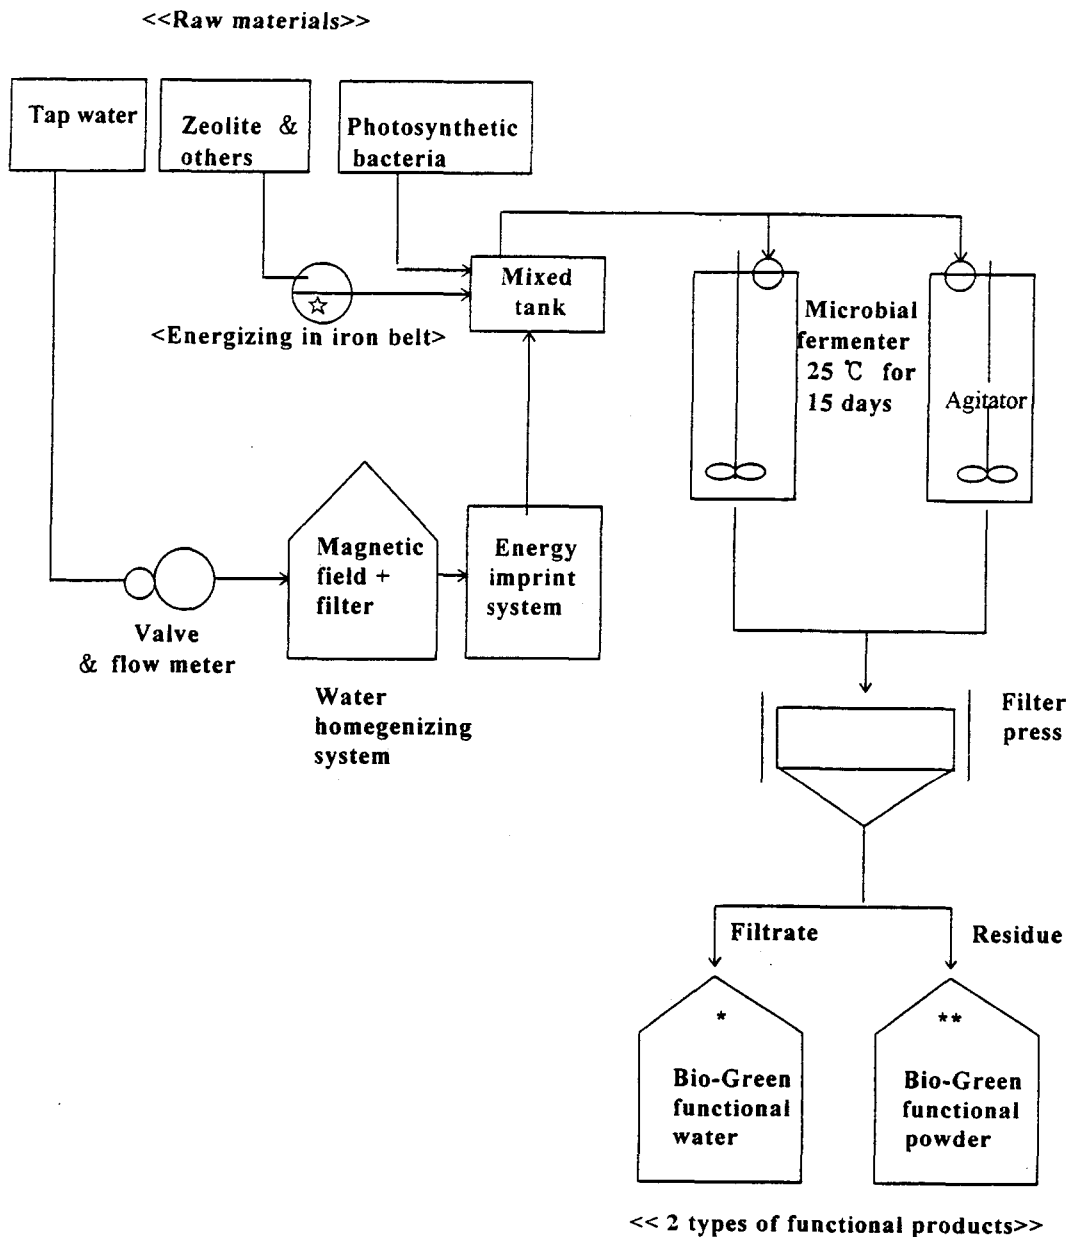 <<Raw materials>>
Tap water
Zeolite &
others
Photosynthetic
bacteria
Mixed
tank
<Energizing in iron belt>
Microbial
fermenter
25 ℃ for
15 days
Agitator
Magnetic
field +
filter
Energy
imprint
system
Valve
& flow meter
Water
homegenizing
system
Filter
press
Filtrate
Residue
*
Bio-Green
functional
water
**
Bio-Green
functional
powder
<< 2 types of functional products>>